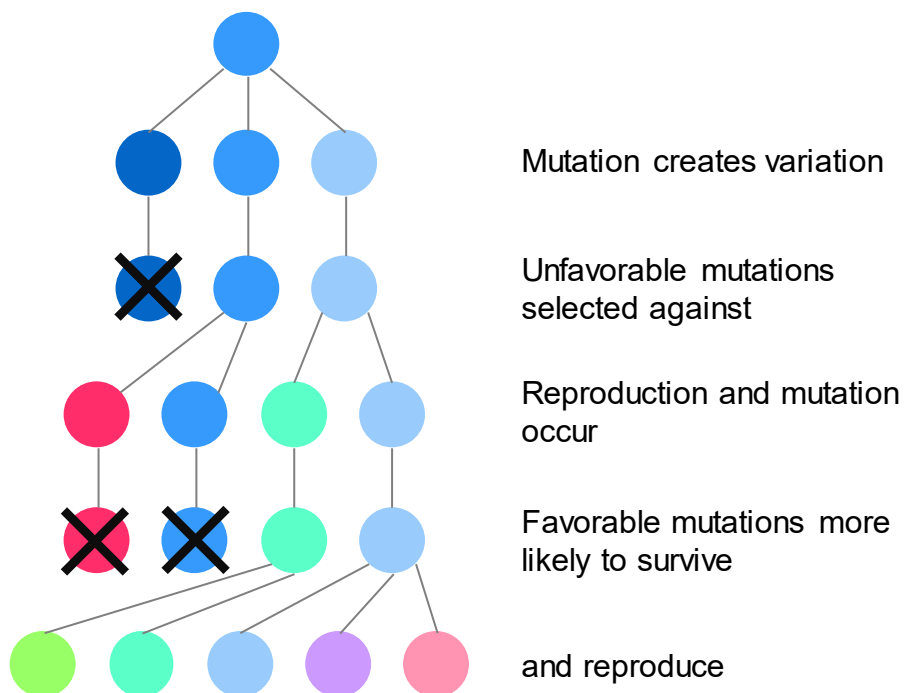 Mutation creates variation
Unfavorable mutations
selected against
Reproduction and mutation
occur
Favorable mutations more
likely to survive
and reproduce